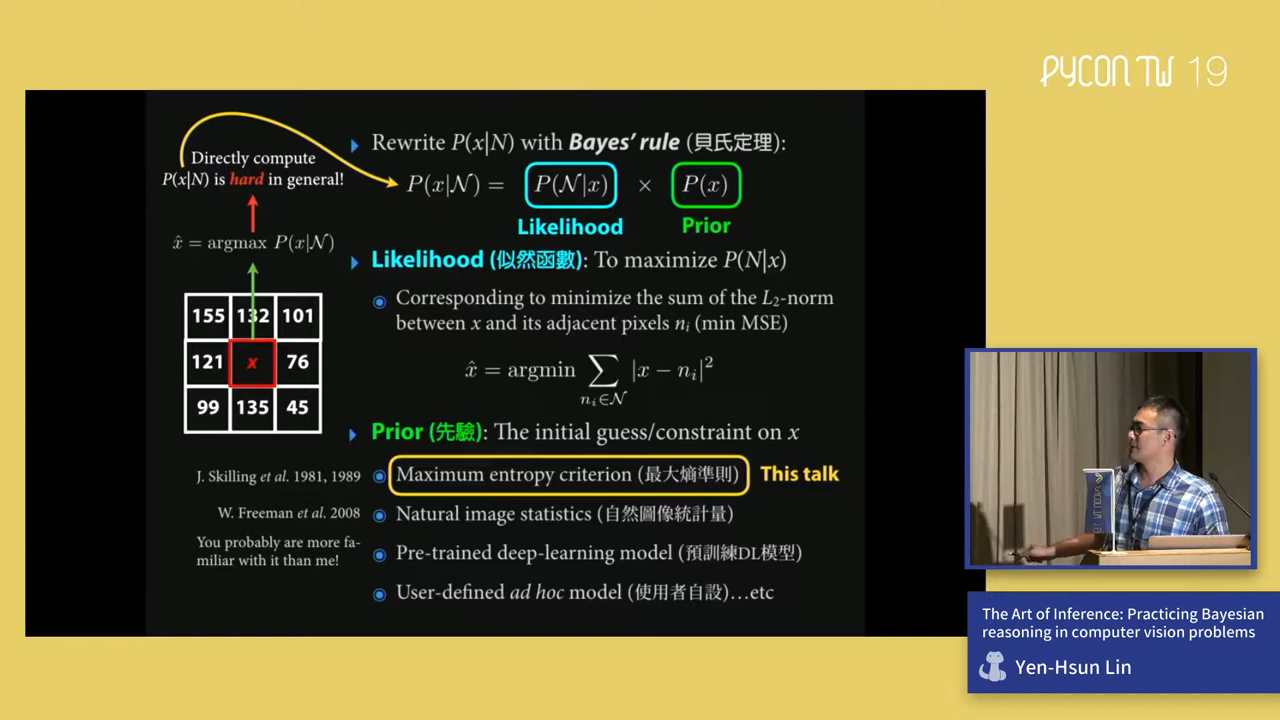 PYCON TW 19
Directly compute
P(x|N) is hard in general!
x̂ = argmax P(x|𝒩)
155 132 101
121 x 76
99 135 45
Rewrite P(x|N) with Bayes' rule (貝氏定理):
P(x|𝒩) = P(𝒩|x) × P(x)
Likelihood Prior
Likelihood (似然函數): To maximize P(N|x)
Corresponding to minimize the sum of the L₂-norm
between x and its adjacent pixels nᵢ (min MSE)
x̂ = argmin ∑ nᵢ∈𝒩 |x − nᵢ|²
Prior (先驗): The initial guess/constraint on x
J. Skilling et al. 1981, 1989
Maximum entropy criterion (最大熵準則) This talk
W. Freeman et al. 2008
Natural image statistics (自然圖像統計量)
You probably are more fa-
miliar with it than me!
Pre-trained deep-learning model (預訓練DL模型)
User-defined ad hoc model (使用者自設)…etc
The Art of Inference: Practicing Bayesian
reasoning in computer vision problems
Yen-Hsun Lin